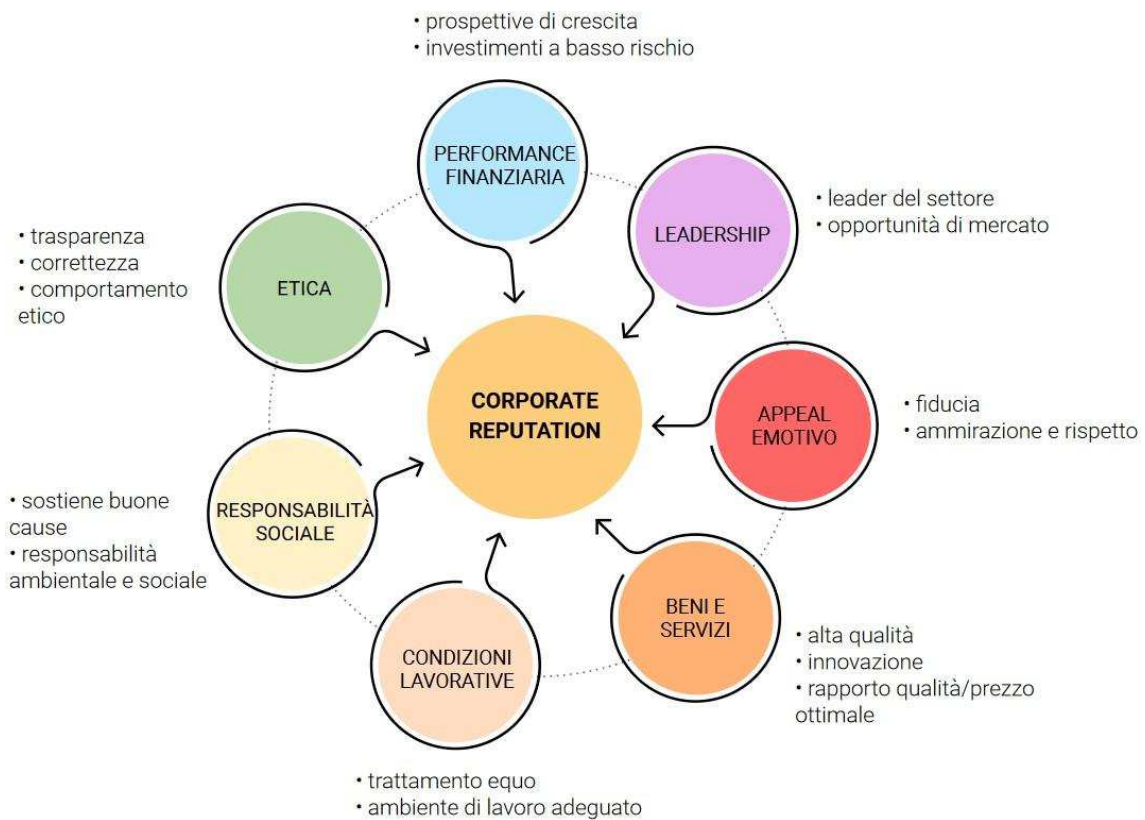 • prospettive di crescita
• investimenti a basso rischio
PERFORMANCE
FINANZIARIA
LEADERSHIP
• leader del settore
• opportunità di mercato
• trasparenza
• correttezza
• comportamento
etico
ETICA
CORPORATE
REPUTATION
APPEAL
EMOTIVO
• fiducia
• ammirazione e rispetto
• sostiene buone
cause
• responsabilità
ambientale e sociale
RESPONSABILITÀ
SOCIALE
BENI E
SERVIZI
• alta qualità
• innovazione
• rapporto qualità/prezzo
ottimale
CONDIZIONI
LAVORATIVE
• trattamento equo
• ambiente di lavoro adeguato